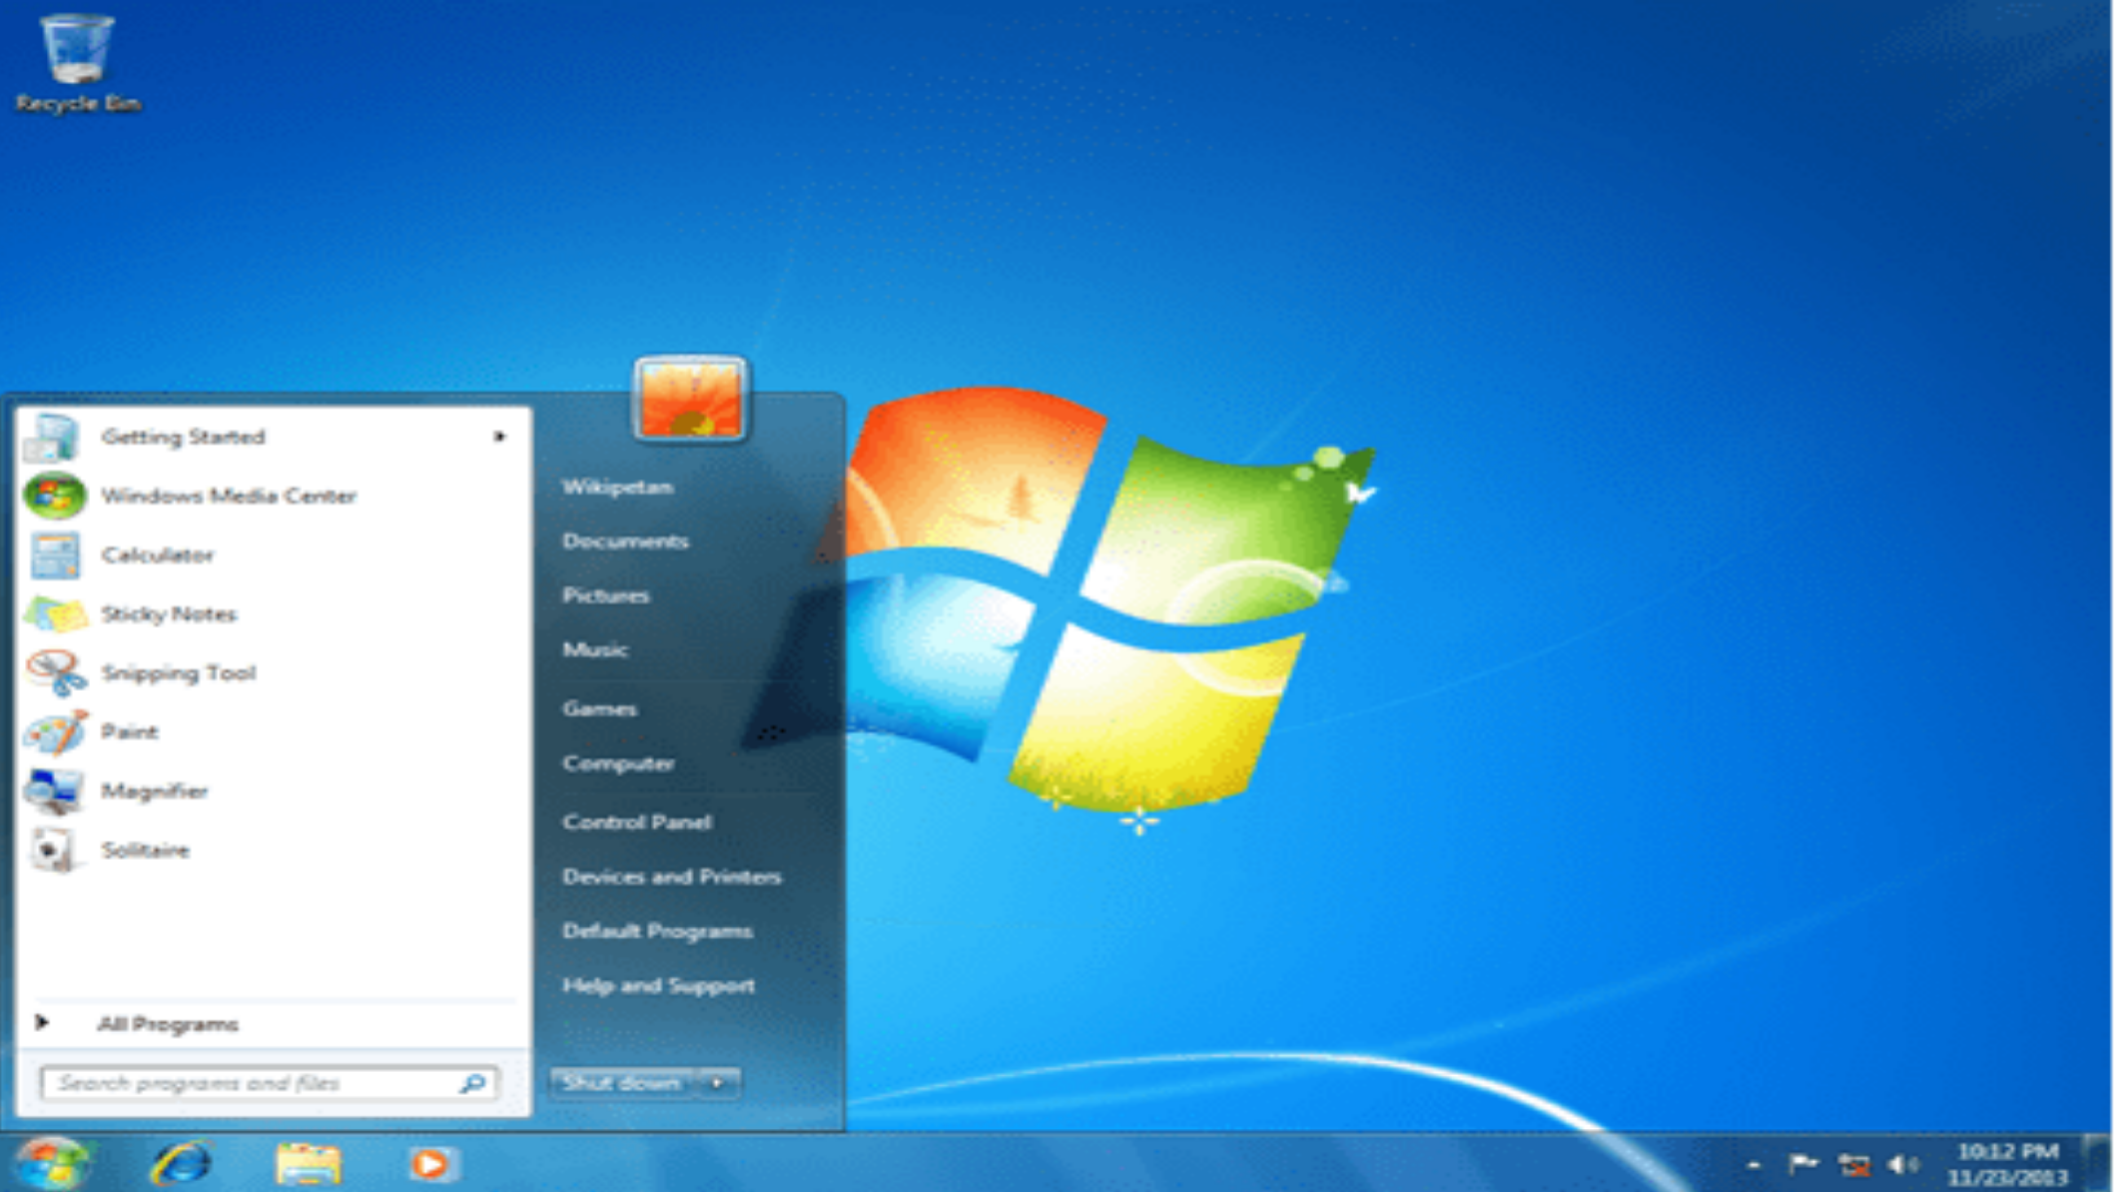 Recycle Bin
Getting Started
Windows Media Center
Calculator
Sticky Notes
Snipping Tool
Paint
Magnifier
Solitaire
All Programs
Search programs and files
Wikipetan
Documents
Pictures
Music
Games
Computer
Control Panel
Devices and Printers
Default Programs
Help and Support
Shut down
10:12 PM
11/23/2013